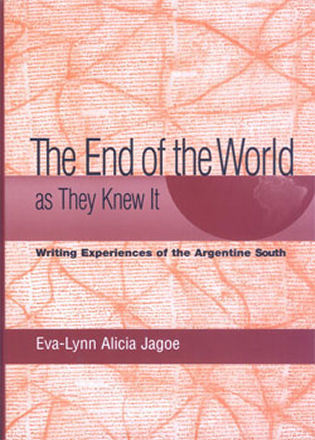 The End of the World
as They Knew It
Writing Experiences of the Argentine South
Eva-Lynn Alicia Jagoe